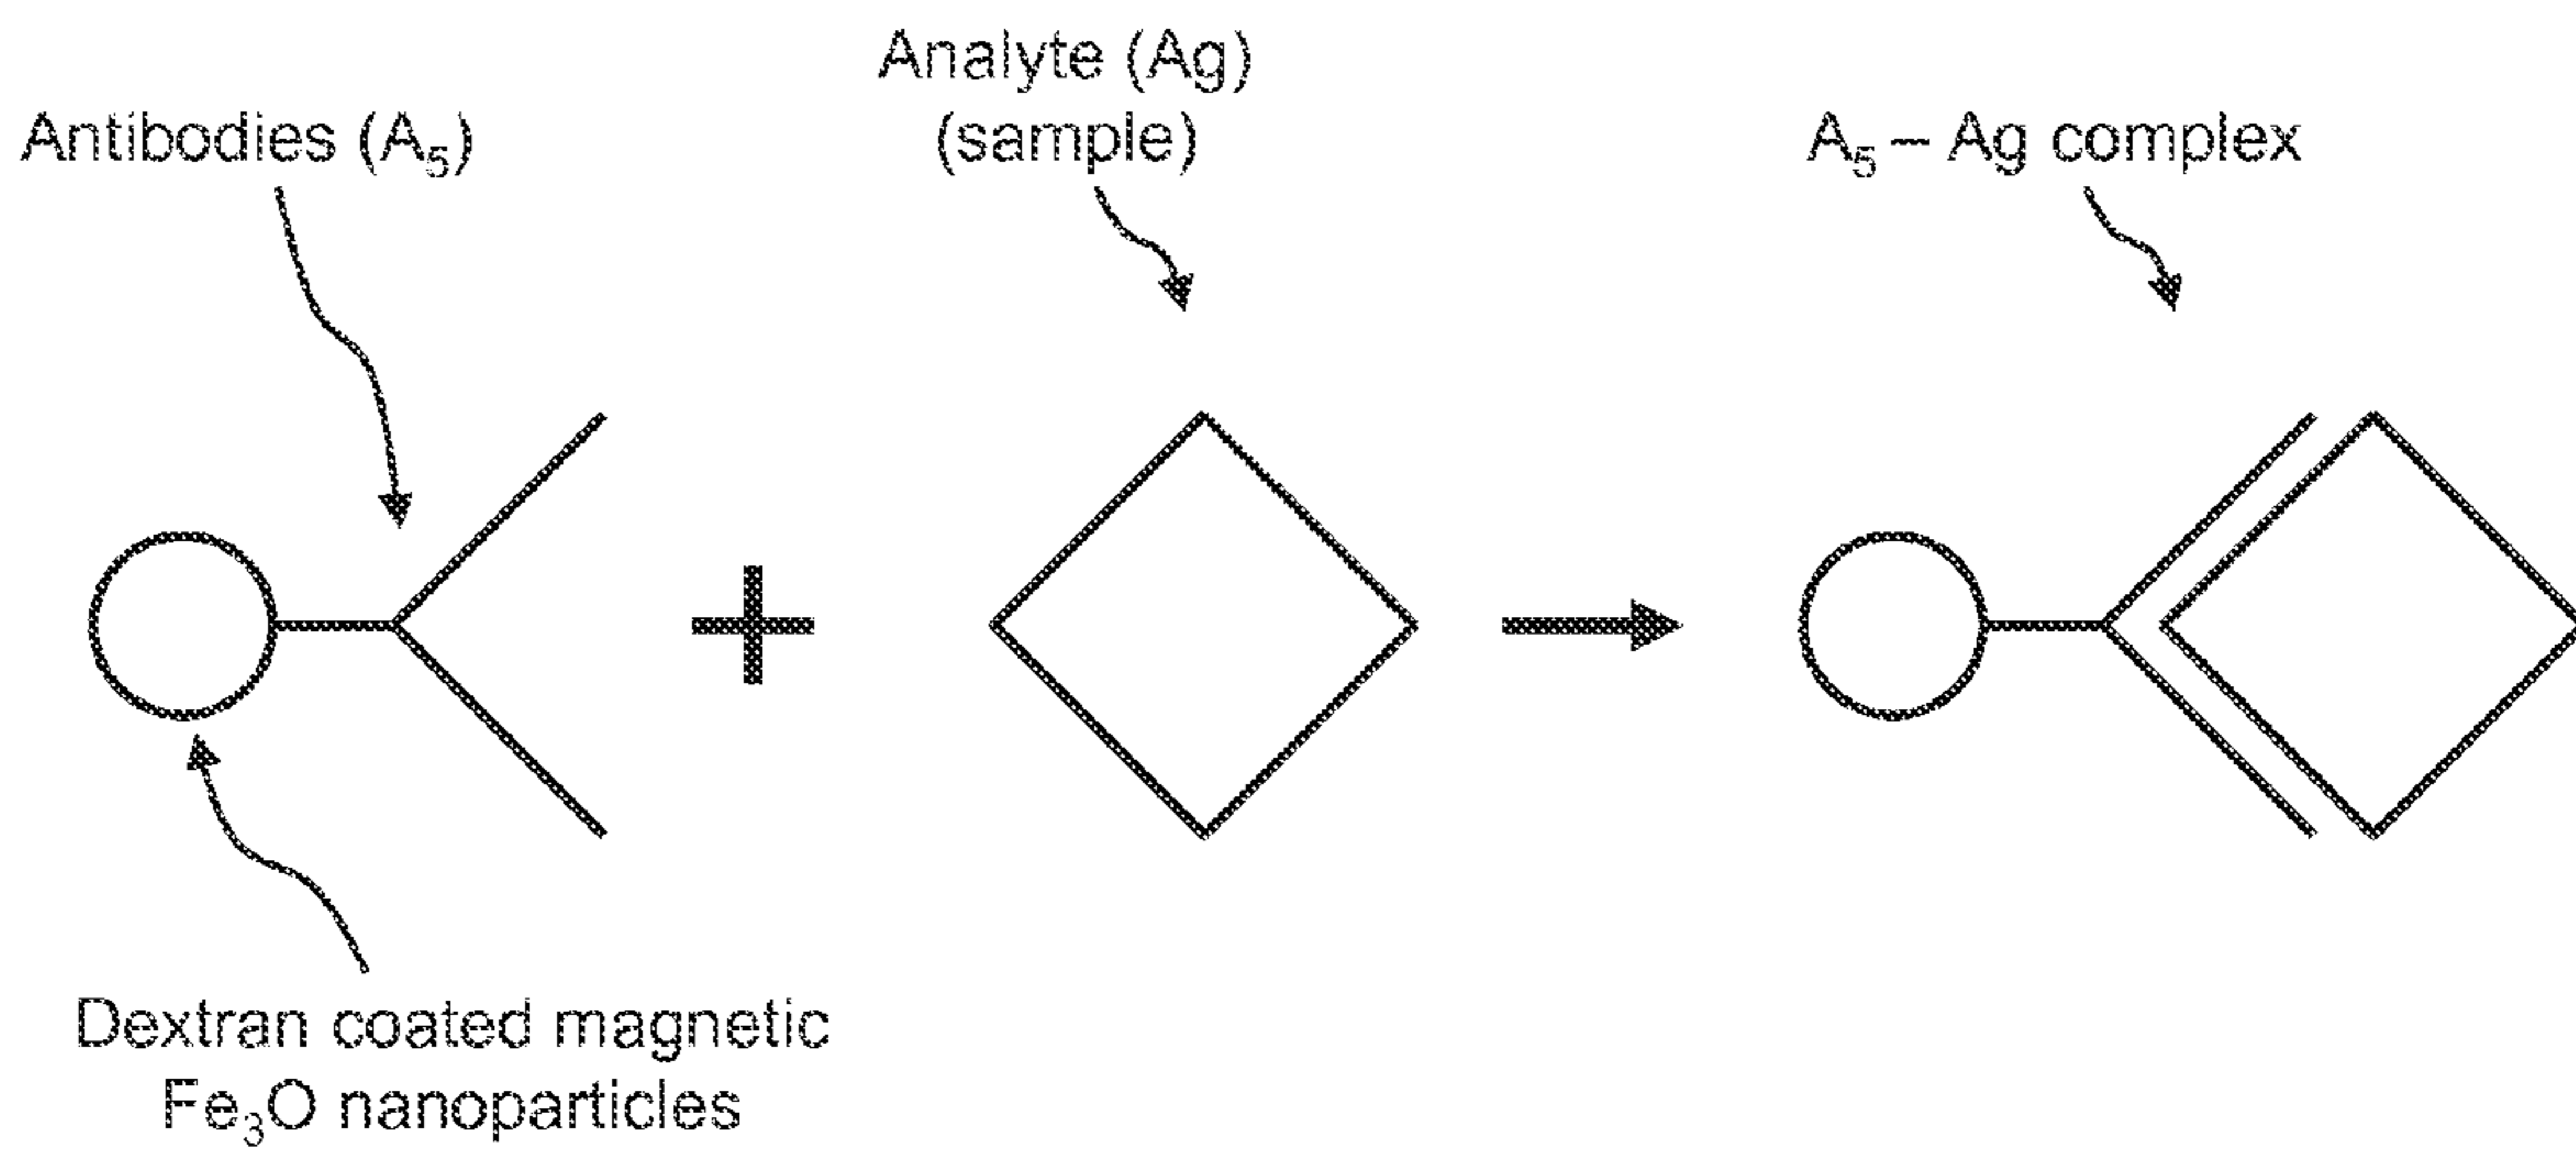 Antibodies (A₅)
Analyte (Ag)
(sample)
A₅ – Ag complex
Dextran coated magnetic
Fe₃O nanoparticles